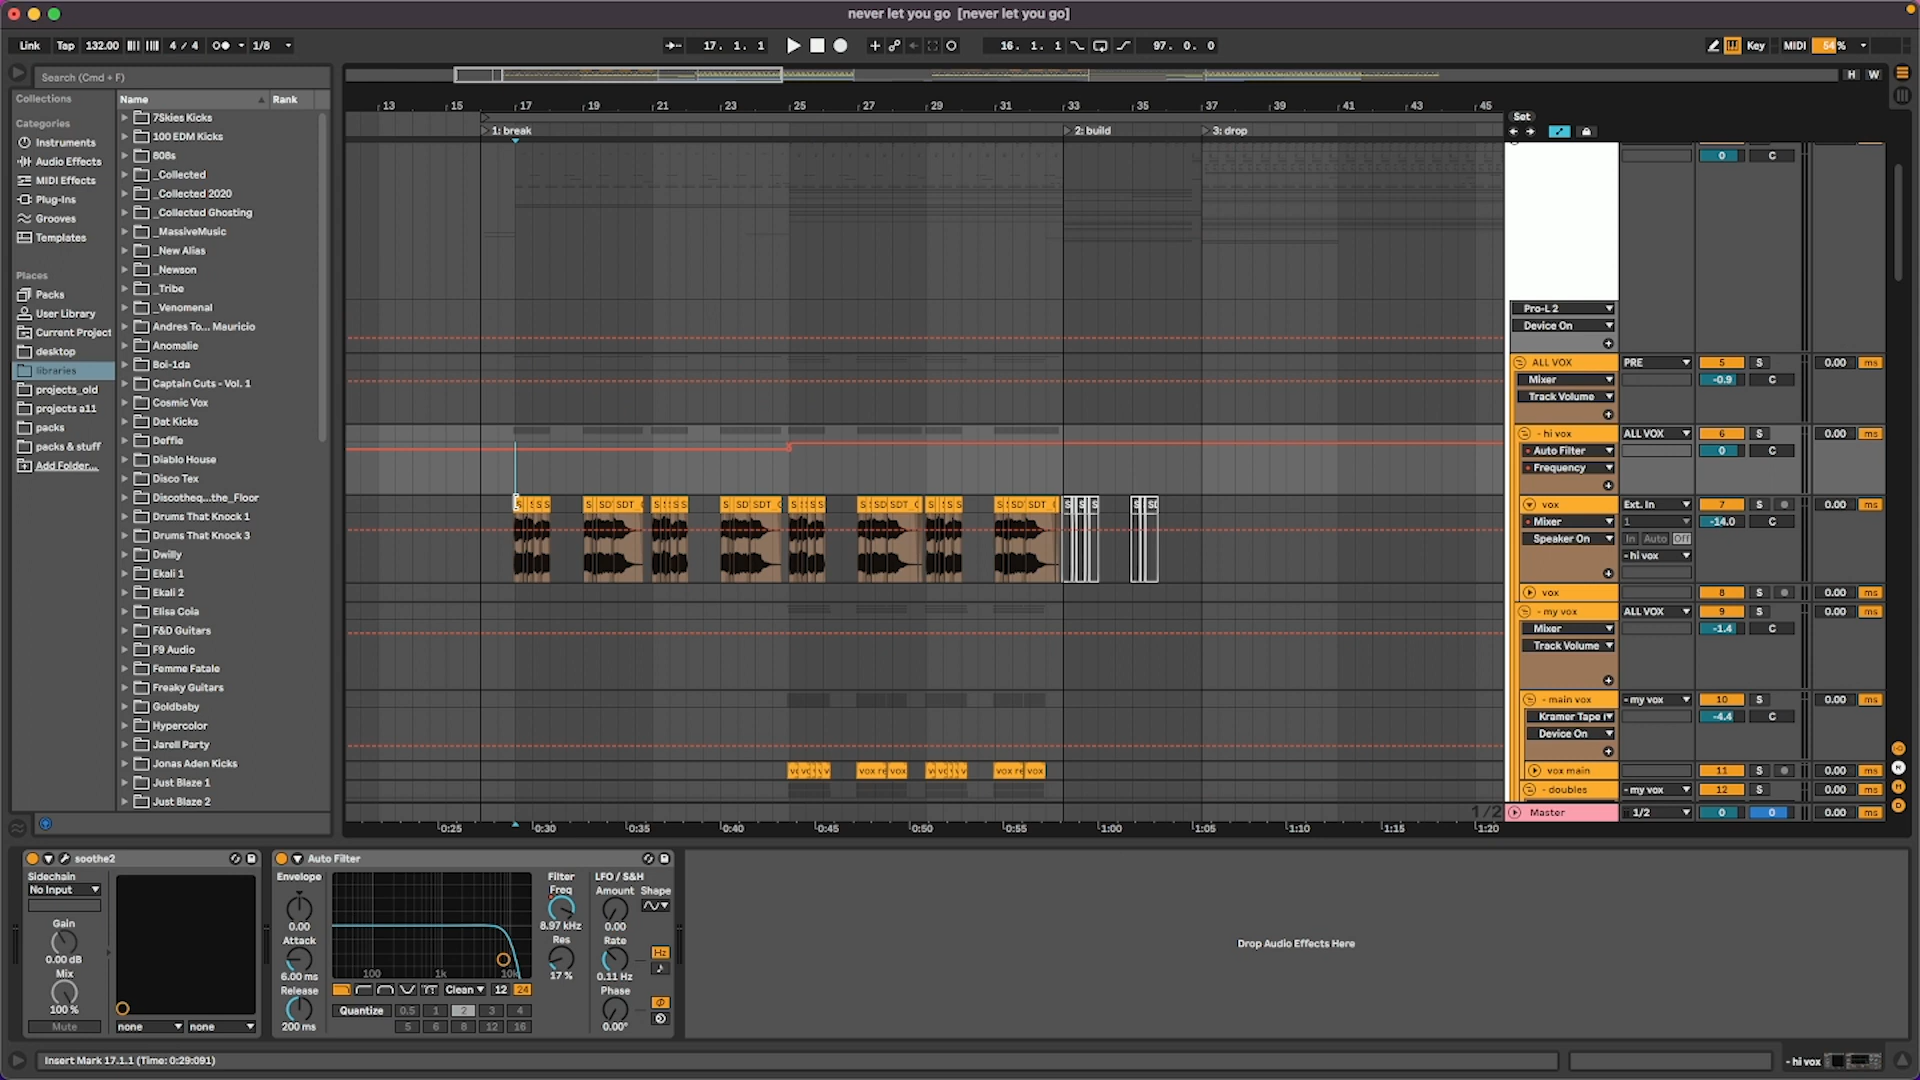 never let you go [never let you go]
Link Tap 132.00 4 / 4 1/8 17. 1. 1 16. 1. 1 97. 0. 0 Key MIDI 54 %
Search (Cmd + F)
H W
Collections
Categories
Instruments
Audio Effects
MIDI Effects
Plug-Ins
Grooves
Templates
Places
Packs
User Library
Current Project
desktop
libraries
projects_old
projects a11
packs
packs & stuff
Add Folder...
Name Rank
7Skies Kicks
100 EDM Kicks
808s
_Collected
_Collected 2020
_Collected Ghosting
_MassiveMusic
_New Alias
_Newson
_Tribe
_Venomenal
Andres To... Mauricio
Anomalie
Boi-1da
Captain Cuts - Vol. 1
Cosmic Vox
Dat Kicks
Deffie
Diablo House
Disco Tex
Discotheq...the_Floor
Drums That Knock 1
Drums That Knock 3
Dwilly
Ekali 1
Ekali 2
Elisa Cola
F&D Guitars
F9 Audio
Femme Fatale
Freaky Guitars
Goldbaby
Hypercolor
Jarell Party
Jonas Aden Kicks
Just Blaze 1
Just Blaze 2
13 15 17 19 21 23 25 27 29 31 33 35 37 39 41 43 45
1: break 2: build 3: drop
Set
0 C
Pro-L 2
Device On
ALL VOX PRE 5 S 0.00 ms
Mixer -0.9 C
Track Volume
- hi vox ALL VOX 6 S 0.00 ms
Auto Filter 0 C
Frequency
vox Ext. In 7 S 0.00 ms
Mixer 1 -14.0 C
Speaker On In Auto Off
- hi vox
vox 8 S 0.00 ms
- my vox ALL VOX 9 S 0.00 ms
Mixer -1.4 C
Track Volume
- main vox - my vox 10 S 0.00 ms
Kramer Tape -4.4 C
Device On
vox main 11 S 0.00 ms
- doubles - my vox 12 S 0.00 ms
1/2 Master 1/2 0 0 0.00 ms
0:25 0:30 0:35 0:40 0:45 0:50 0:55 1:00 1:05 1:10 1:15 1:20
soothe2
Sidechain
No Input
Gain
0.00 dB
Mix
100 %
Mute none none
Auto Filter
Envelope
0.00
Attack
6.00 ms
Release
200 ms
100 1k 10k
Clean 12 24
Quantize 0.5 1 2 3 4
5 6 8 12 16
Filter
Freq
8.97 kHz
Res
17 %
LFO / S&H
Amount Shape
0.00
Rate Hz
0.11 Hz
Phase
0.00°
Drop Audio Effects Here
Insert Mark 17.1.1 (Time: 0:29:091)
- hi vox